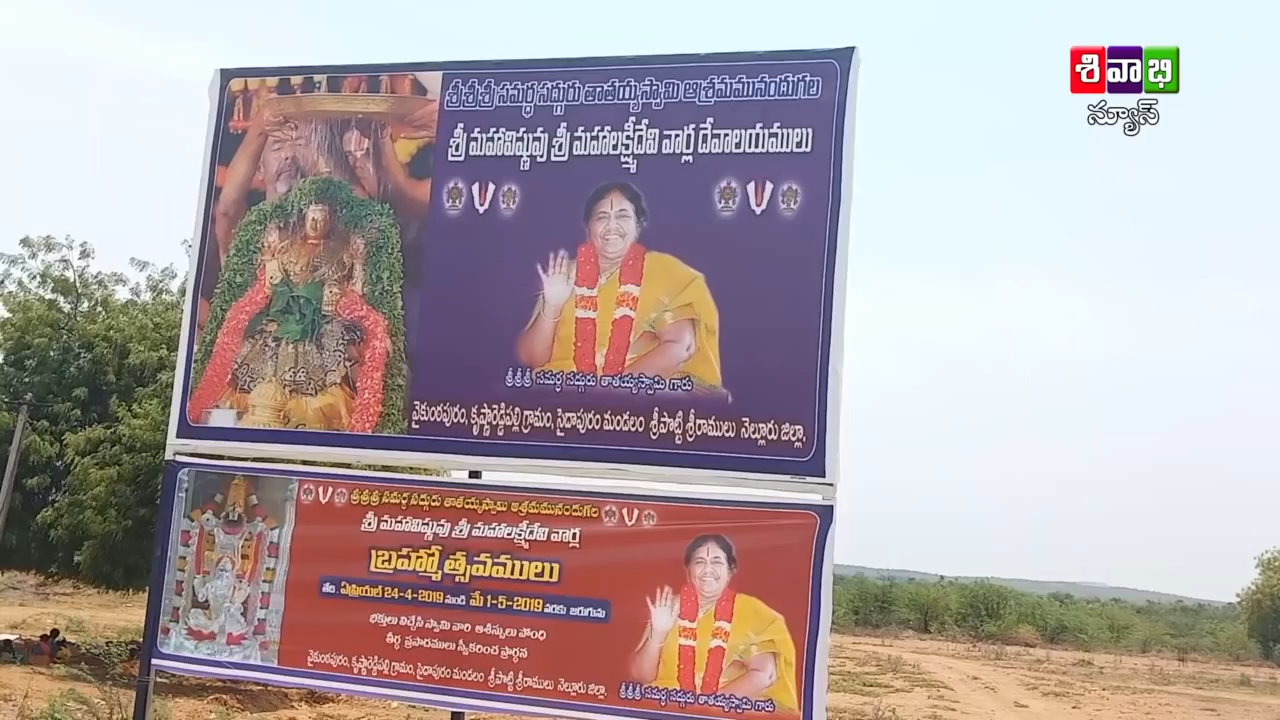 శివాభి
న్యూస్
శ్రీశ్రీశ్రీ సమర్ధ సద్గురు తాతయ్యస్వామి ఆశ్రమమునందుగల
శ్రీ మహావిష్ణువు శ్రీ మహాలక్ష్మీదేవి వార్ల దేవాలయములు
శ్రీశ్రీశ్రీ సమర్ధ సద్గురు తాతయ్యస్వామి గారు
వైకుంఠపురం, కృష్ణారెడ్డిపల్లి గ్రామం, సైదాపురం మండలం శ్రీపొట్టి శ్రీరాములు నెల్లూరు జిల్లా.
శ్రీశ్రీశ్రీ సమర్ధ సద్గురు తాతయ్యస్వామి ఆశ్రమమునందుగల
శ్రీ మహావిష్ణువు శ్రీ మహాలక్ష్మీదేవి వార్ల
బ్రహ్మోత్సవములు
తేది. ఏప్రియల్ 24-4-2019 నుండి మే 1-5-2019 వరకు జరుగును
భక్తులు విచ్చేసి స్వామి వారి ఆశీస్సులు పొంది
తీర్థ ప్రసాదములు స్వీకరించ ప్రార్ధన
వైకుంఠపురం, కృష్ణారెడ్డిపల్లి గ్రామం, సైదాపురం మండలం శ్రీపొట్టి శ్రీరాములు నెల్లూరు జిల్లా.
శ్రీశ్రీశ్రీ సమర్ధ సద్గురు తాతయ్యస్వామి గారు